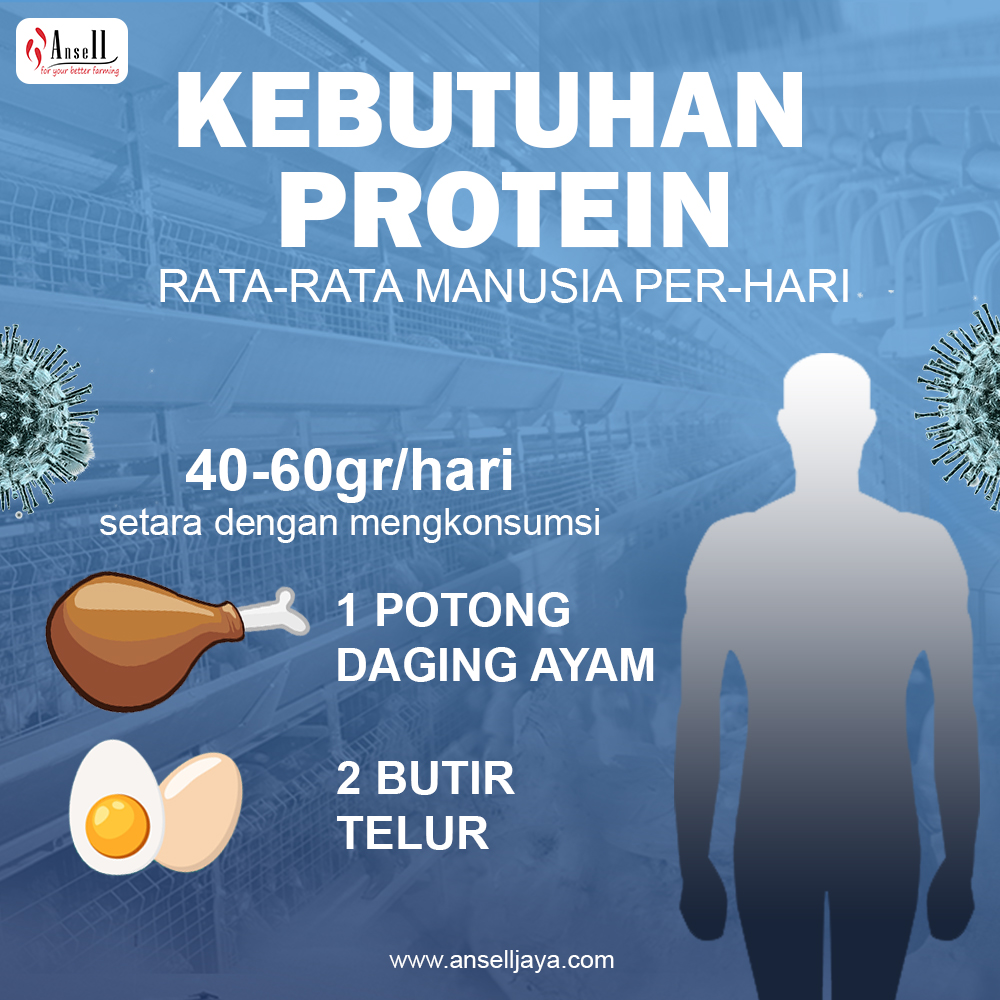 Ansell
for your better farming
KEBUTUHAN
PROTEIN
RATA-RATA MANUSIA PER-HARI
40-60gr/hari
setara dengan mengkonsumsi
1 POTONG
DAGING AYAM
2 BUTIR
TELUR
www.anselljaya.com